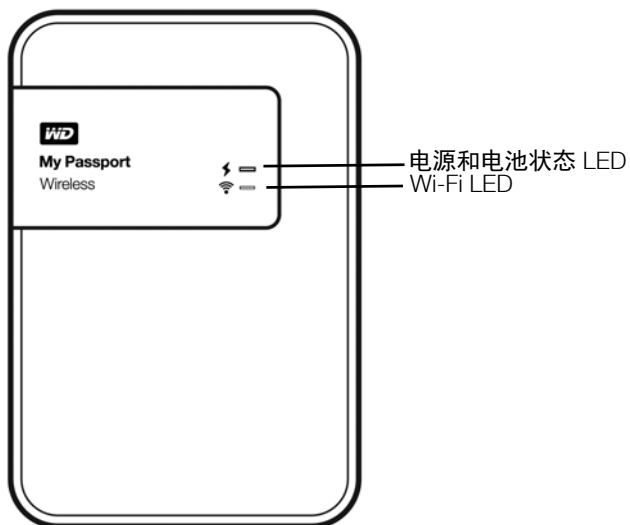 WD
My Passport
Wireless
电源和电池状态 LED
Wi-Fi LED